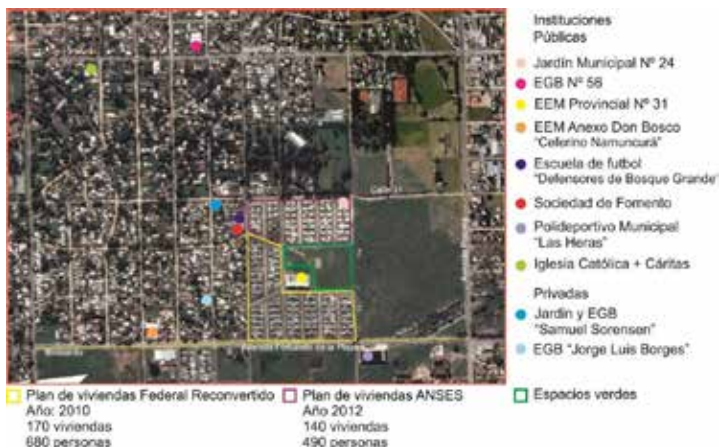 Instituciones
Públicas
Jardín Municipal Nº 24
EGB Nº 56
EEM Provincial Nº 31
EEM Anexo Don Bosco
"Ceferino Namuncurá"
Escuela de futbol
"Defensores de Bosque Grande"
Sociedad de Fomento
Polideportivo Municipal
"Las Heras"
Iglesia Católica + Cáritas
Privadas
Jardín y EGB
"Samuel Sorensen"
EGB "Jorge Luis Borges"
Espacios verdes
Plan de viviendas Federal Reconvertido
Año: 2010
170 viviendas
680 personas
Plan de viviendas ANSES
Año 2012
140 viviendas
490 personas